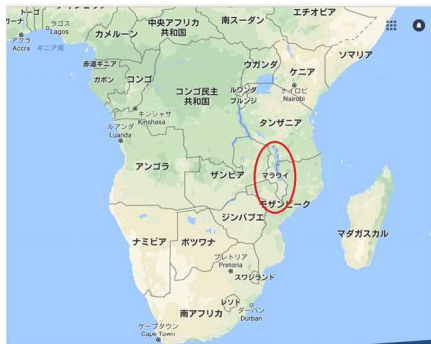 トーゴ
ガーナ
アクラ
Accra
ラゴス
Lagos
ギニア湾
カメルーン
中央アフリカ
共和国
南スーダン
エチオピア
ソマリア
赤道ギニア
ガボン
コンゴ
コンゴ民主
共和国
ウガンダ
ケニア
ルワンダ
ブルンジ
ナイロビ
Nairobi
キンシャサ
Kinshasa
タンザニア
ルアンダ
Luanda
アンゴラ
ザンビア
マラウイ
モザンビーク
ジンバブエ
マダガスカル
ナミビア
ボツワナ
プレトリア
Pretoria
スワジランド
レソト
ダーバン
Durban
南アフリカ
ケープタウン
Cape Town